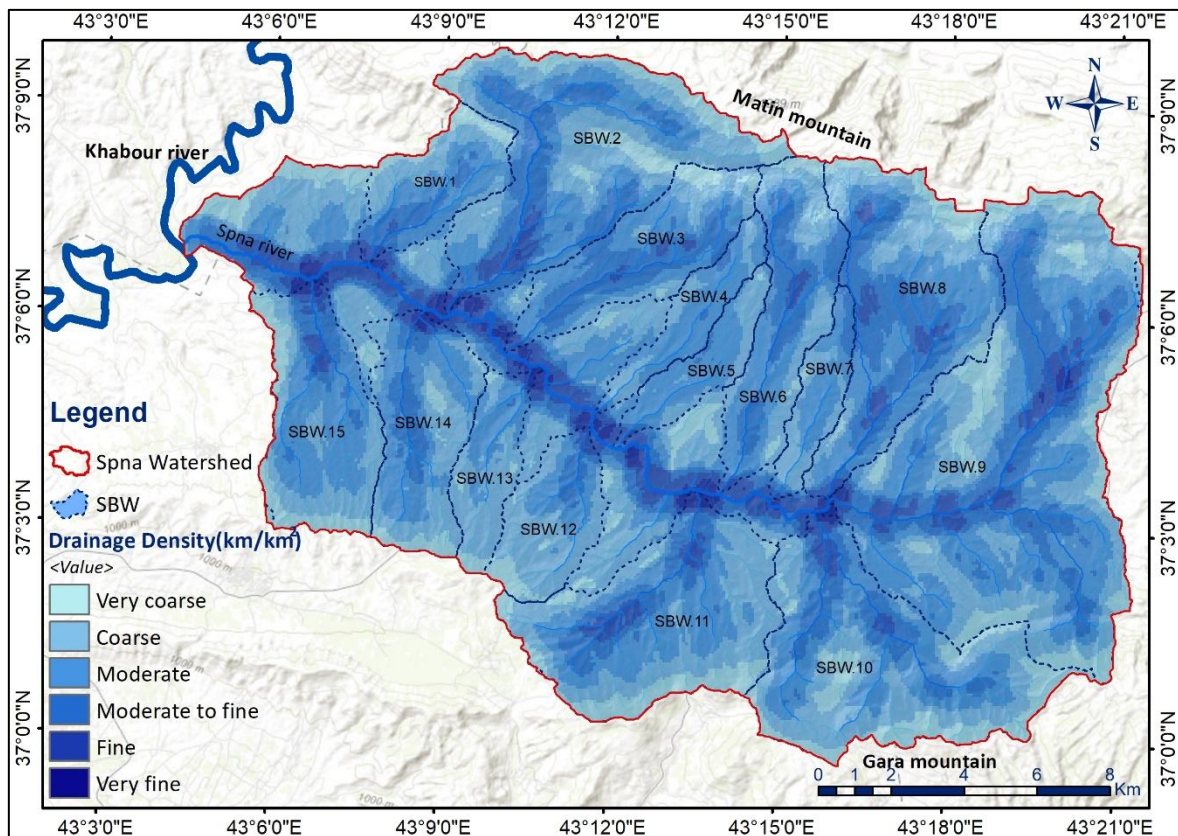 43°3'0"E 43°6'0"E 43°9'0"E 43°12'0"E 43°15'0"E 43°18'0"E 43°21'0"E
37°9'0"N
37°6'0"N
37°3'0"N
37°0'0"N
37°9'0"N
37°6'0"N
37°3'0"N
37°0'0"N
N
W E
S
Matin mountain
Khabour river
Spna river
SBW.2
SBW.1
SBW.3
SBW.4
SBW.8
SBW.5
SBW.7
SBW.6
SBW.14
SBW.15
SBW.9
SBW.13
SBW.12
SBW.11
SBW.10
Gara mountain
0 1 2 4 6 8
Km
Legend
Spna Watershed
SBW
Drainage Density(km/km²)
<Value>
Very coarse
Coarse
Moderate
Moderate to fine
Fine
Very fine
1000 m
1000 m
1000 m
43°3'0"E 43°6'0"E 43°9'0"E 43°12'0"E 43°15'0"E 43°18'0"E 43°21'0"E